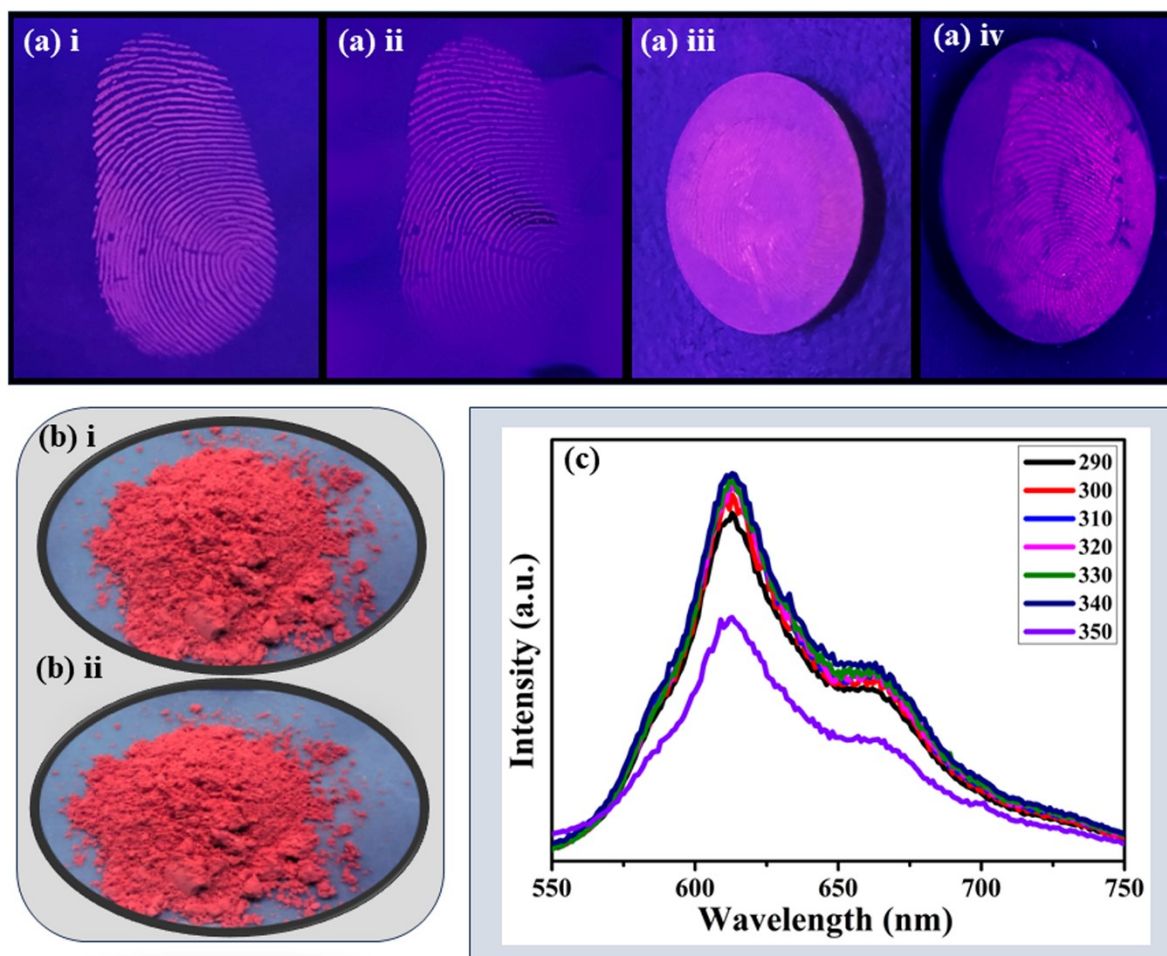 (a) i
(a) ii
(a) iii
(a) iv
(b) i
(b) ii
(c)
290
300
310
320
330
340
350
Intensity (a.u.)
550 600 650 700 750
Wavelength (nm)